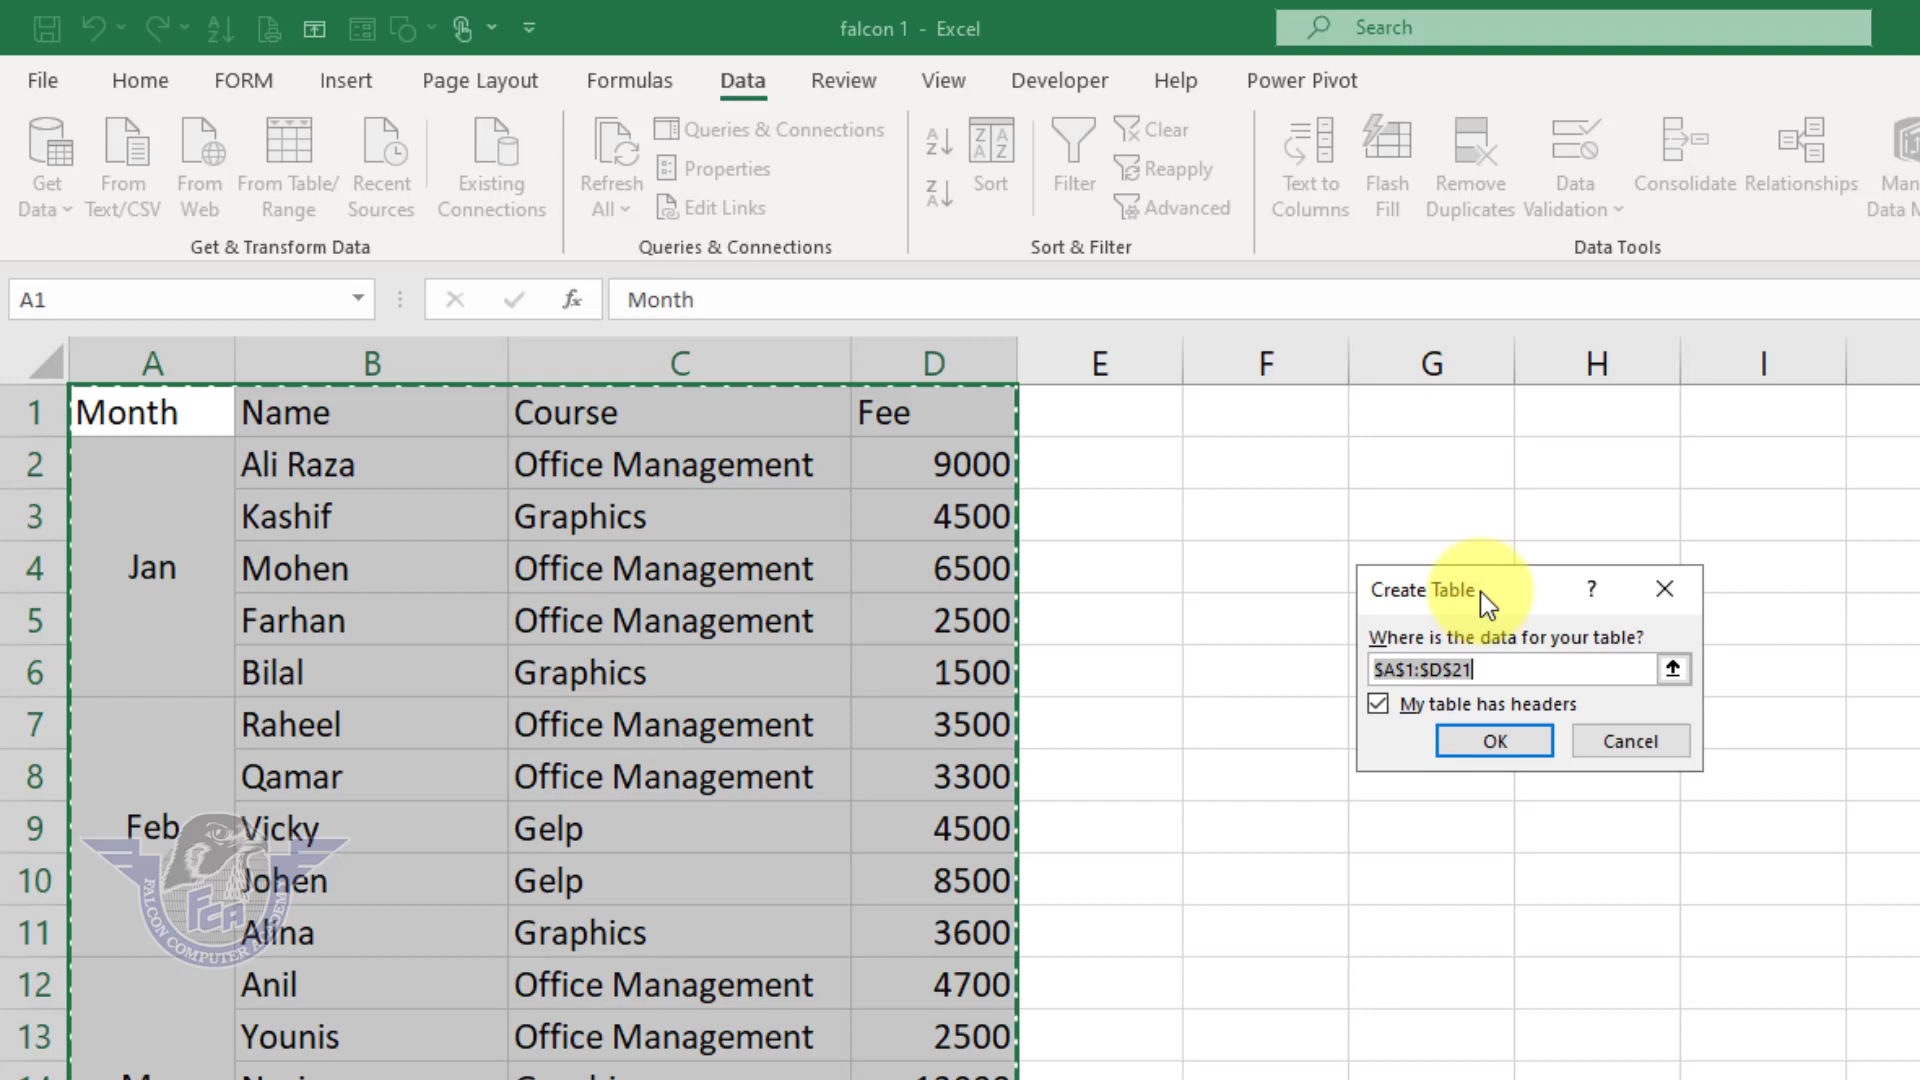 falcon 1 - Excel
Search
File Home FORM Insert Page Layout Formulas Data Review View Developer Help Power Pivot
Get Data
From Text/CSV
From Web
From Table/ Range
Recent Sources
Existing Connections
Get & Transform Data
Refresh All
Queries & Connections
Properties
Edit Links
Queries & Connections
Sort
Filter
Clear
Reapply
Advanced
Sort & Filter
Text to Columns
Flash Fill
Remove Duplicates
Data Validation
Consolidate
Relationships
Data Tools
A1
fx
Month
A B C D E F G H I
1 Month Name Course Fee
2 Ali Raza Office Management 9000
3 Kashif Graphics 4500
4 Jan Mohen Office Management 6500
5 Farhan Office Management 2500
6 Bilal Graphics 1500
7 Raheel Office Management 3500
8 Qamar Office Management 3300
9 Feb Vicky Gelp 4500
10 Johen Gelp 8500
11 Alina Graphics 3600
12 Anil Office Management 4700
13 Younis Office Management 2500
Create Table ?
Where is the data for your table?
$A$1:$D$21
My table has headers
OK Cancel
FCA
FALCON COMPUTER ACADEMY